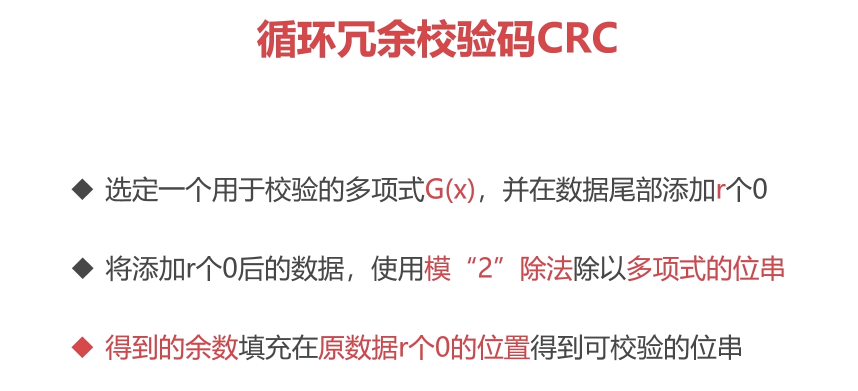 循环冗余校验码CRC
◆ 选定一个用于校验的多项式G(x)，并在数据尾部添加r个0
◆ 将添加r个0后的数据，使用模“2”除法除以多项式的位串
◆ 得到的余数填充在原数据r个0的位置得到可校验的位串